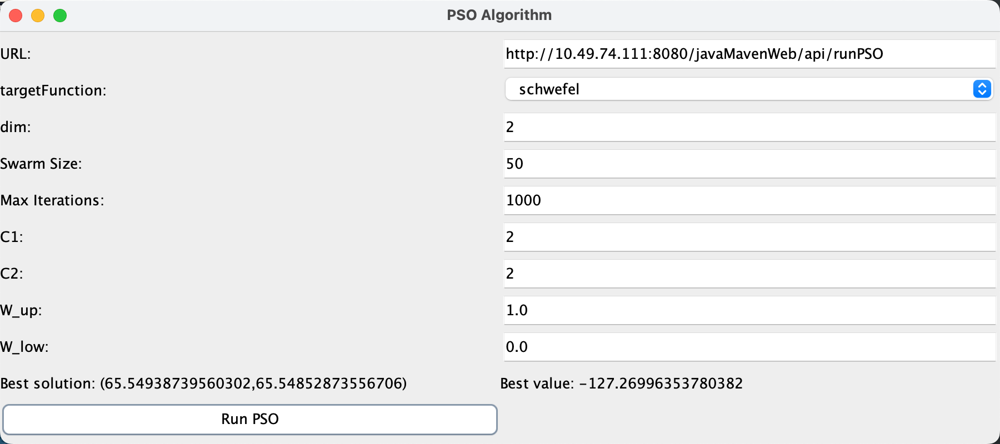 PSO Algorithm
URL: http://10.49.74.111:8080/javaMavenWeb/api/runPSO
targetFunction: schwefel
dim: 2
Swarm Size: 50
Max Iterations: 1000
C1: 2
C2: 2
W_up: 1.0
W_low: 0.0
Best solution: (65.54938739560302,65.54852873556706) Best value: -127.26996353780382
Run PSO